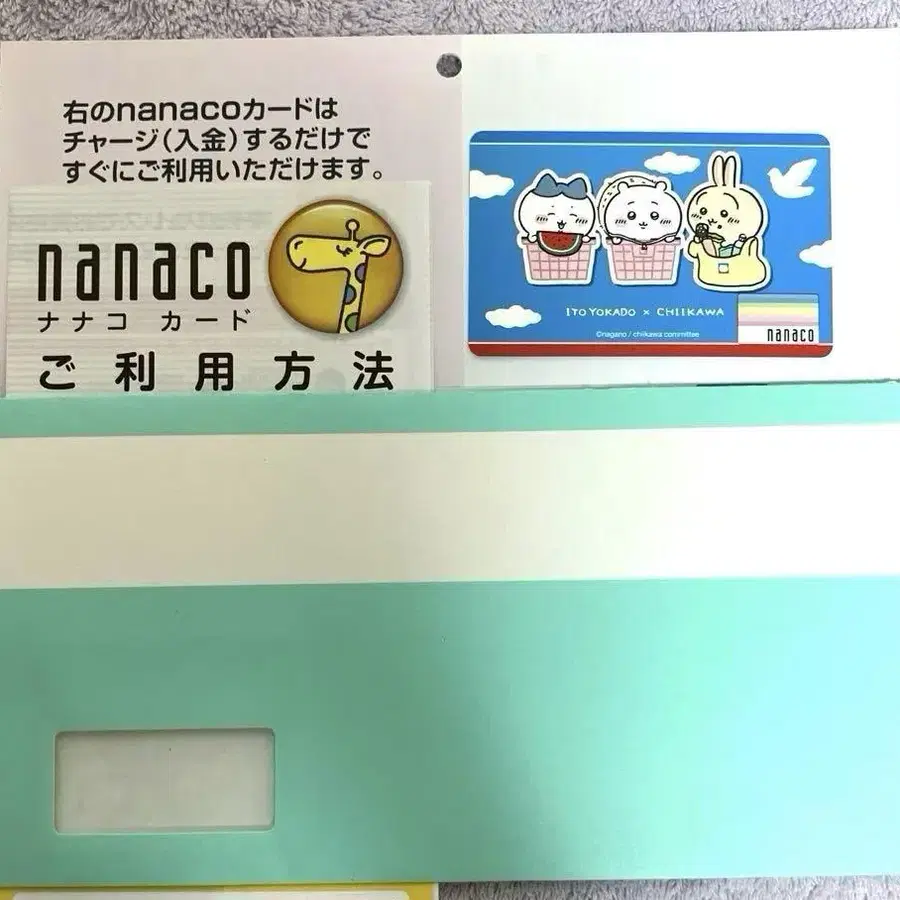 右のnanacoカードは
チャージ(入金)するだけで
すぐにご利用いただけます。
nanaco
ナナコ カード
ご利用方法
ITO YOKADO × CHIIKAWA
©nagano / chiikawa committee
nanaco